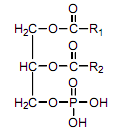 O
H₂C O C R₁
O
HC O C R₂
O
H₂C O P OH
OH